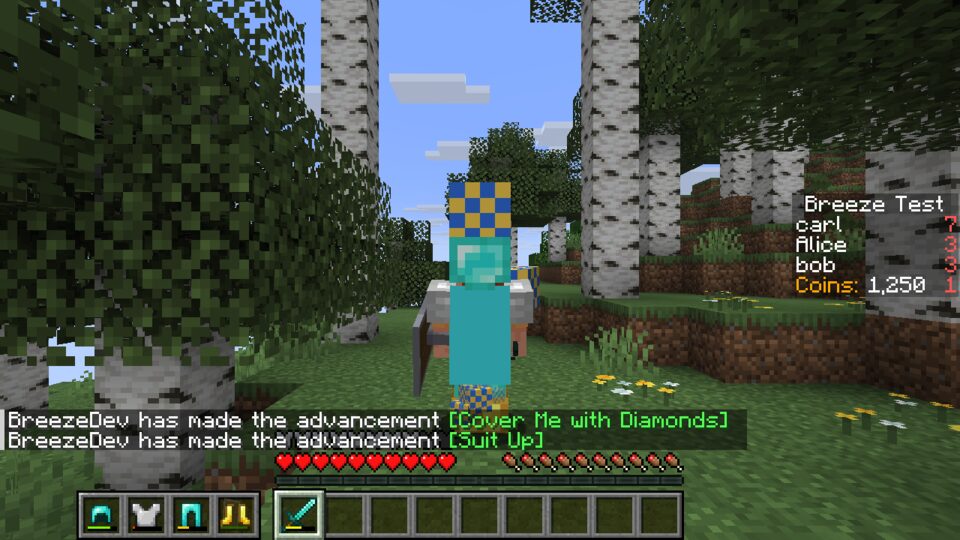 Breeze Test
carl 7
Alice 3
bob 3
Coins: 1,250 1
BreezeDev has made the advancement [Cover Me with Diamonds]
BreezeDev has made the advancement [Suit Up]